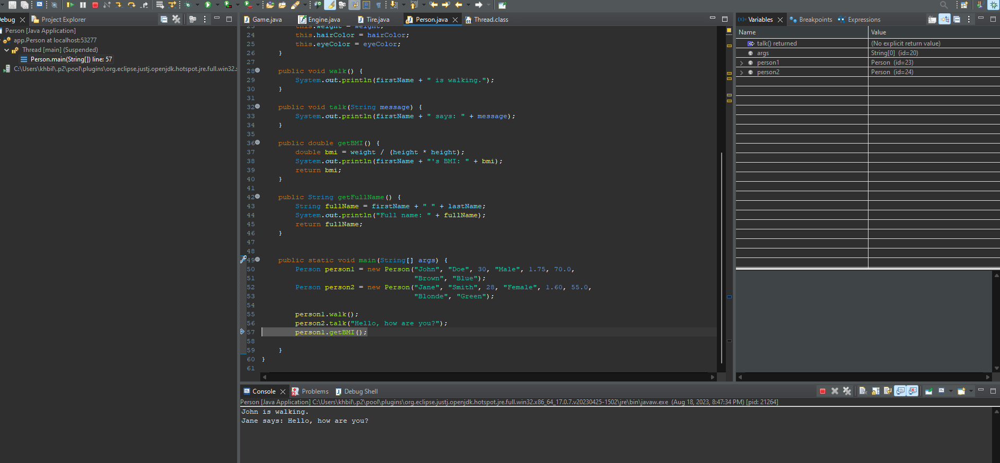 ebug
Project Explorer
Person [Java Application]
app.Person at localhost:53277
Thread [main] (Suspended)
Person.main(String[]) line: 57
C:\Users\khbil\.p2\pool\plugins\org.eclipse.justj.openjdk.hotspot.jre.full.win32.
Game.java
Engine.java
Tire.java
Person.java
Thread.class
23 this.weight = weight;
24 this.hairColor = hairColor;
25 this.eyeColor = eyeColor;
26 }
27
28 public void walk() {
29 System.out.println(firstName + " is walking.");
30 }
31
32 public void talk(String message) {
33 System.out.println(firstName + " says: " + message);
34 }
35
36 public double getBMI() {
37 double bmi = weight / (height * height);
38 System.out.println(firstName + "'s BMI: " + bmi);
39 return bmi;
40 }
41
42 public String getFullName() {
43 String fullName = firstName + " " + lastName;
44 System.out.println("Full name: " + fullName);
45 return fullName;
46 }
47
48
49 public static void main(String[] args) {
50 Person person1 = new Person("John", "Doe", 30, "Male", 1.75, 70.0,
51 "Brown", "Blue");
52 Person person2 = new Person("Jane", "Smith", 28, "Female", 1.60, 55.0,
53 "Blonde", "Green");
54
55 person1.walk();
56 person2.talk("Hello, how are you?");
57 person1.getBMI();
58
59 }
60 }
61
(x)= Variables
Breakpoints
Expressions
Name Value
talk() returned (No explicit return value)
args String[0] (id=20)
person1 Person (id=23)
person2 Person (id=24)
Console
Problems
Debug Shell
Person [Java Application] C:\Users\khbil\.p2\pool\plugins\org.eclipse.justj.openjdk.hotspot.jre.full.win32.x86_64_17.0.7.v20230425-1502\jre\bin\javaw.exe (Aug 18, 2023, 8:47:34 PM) [pid: 21264]
John is walking.
Jane says: Hello, how are you?